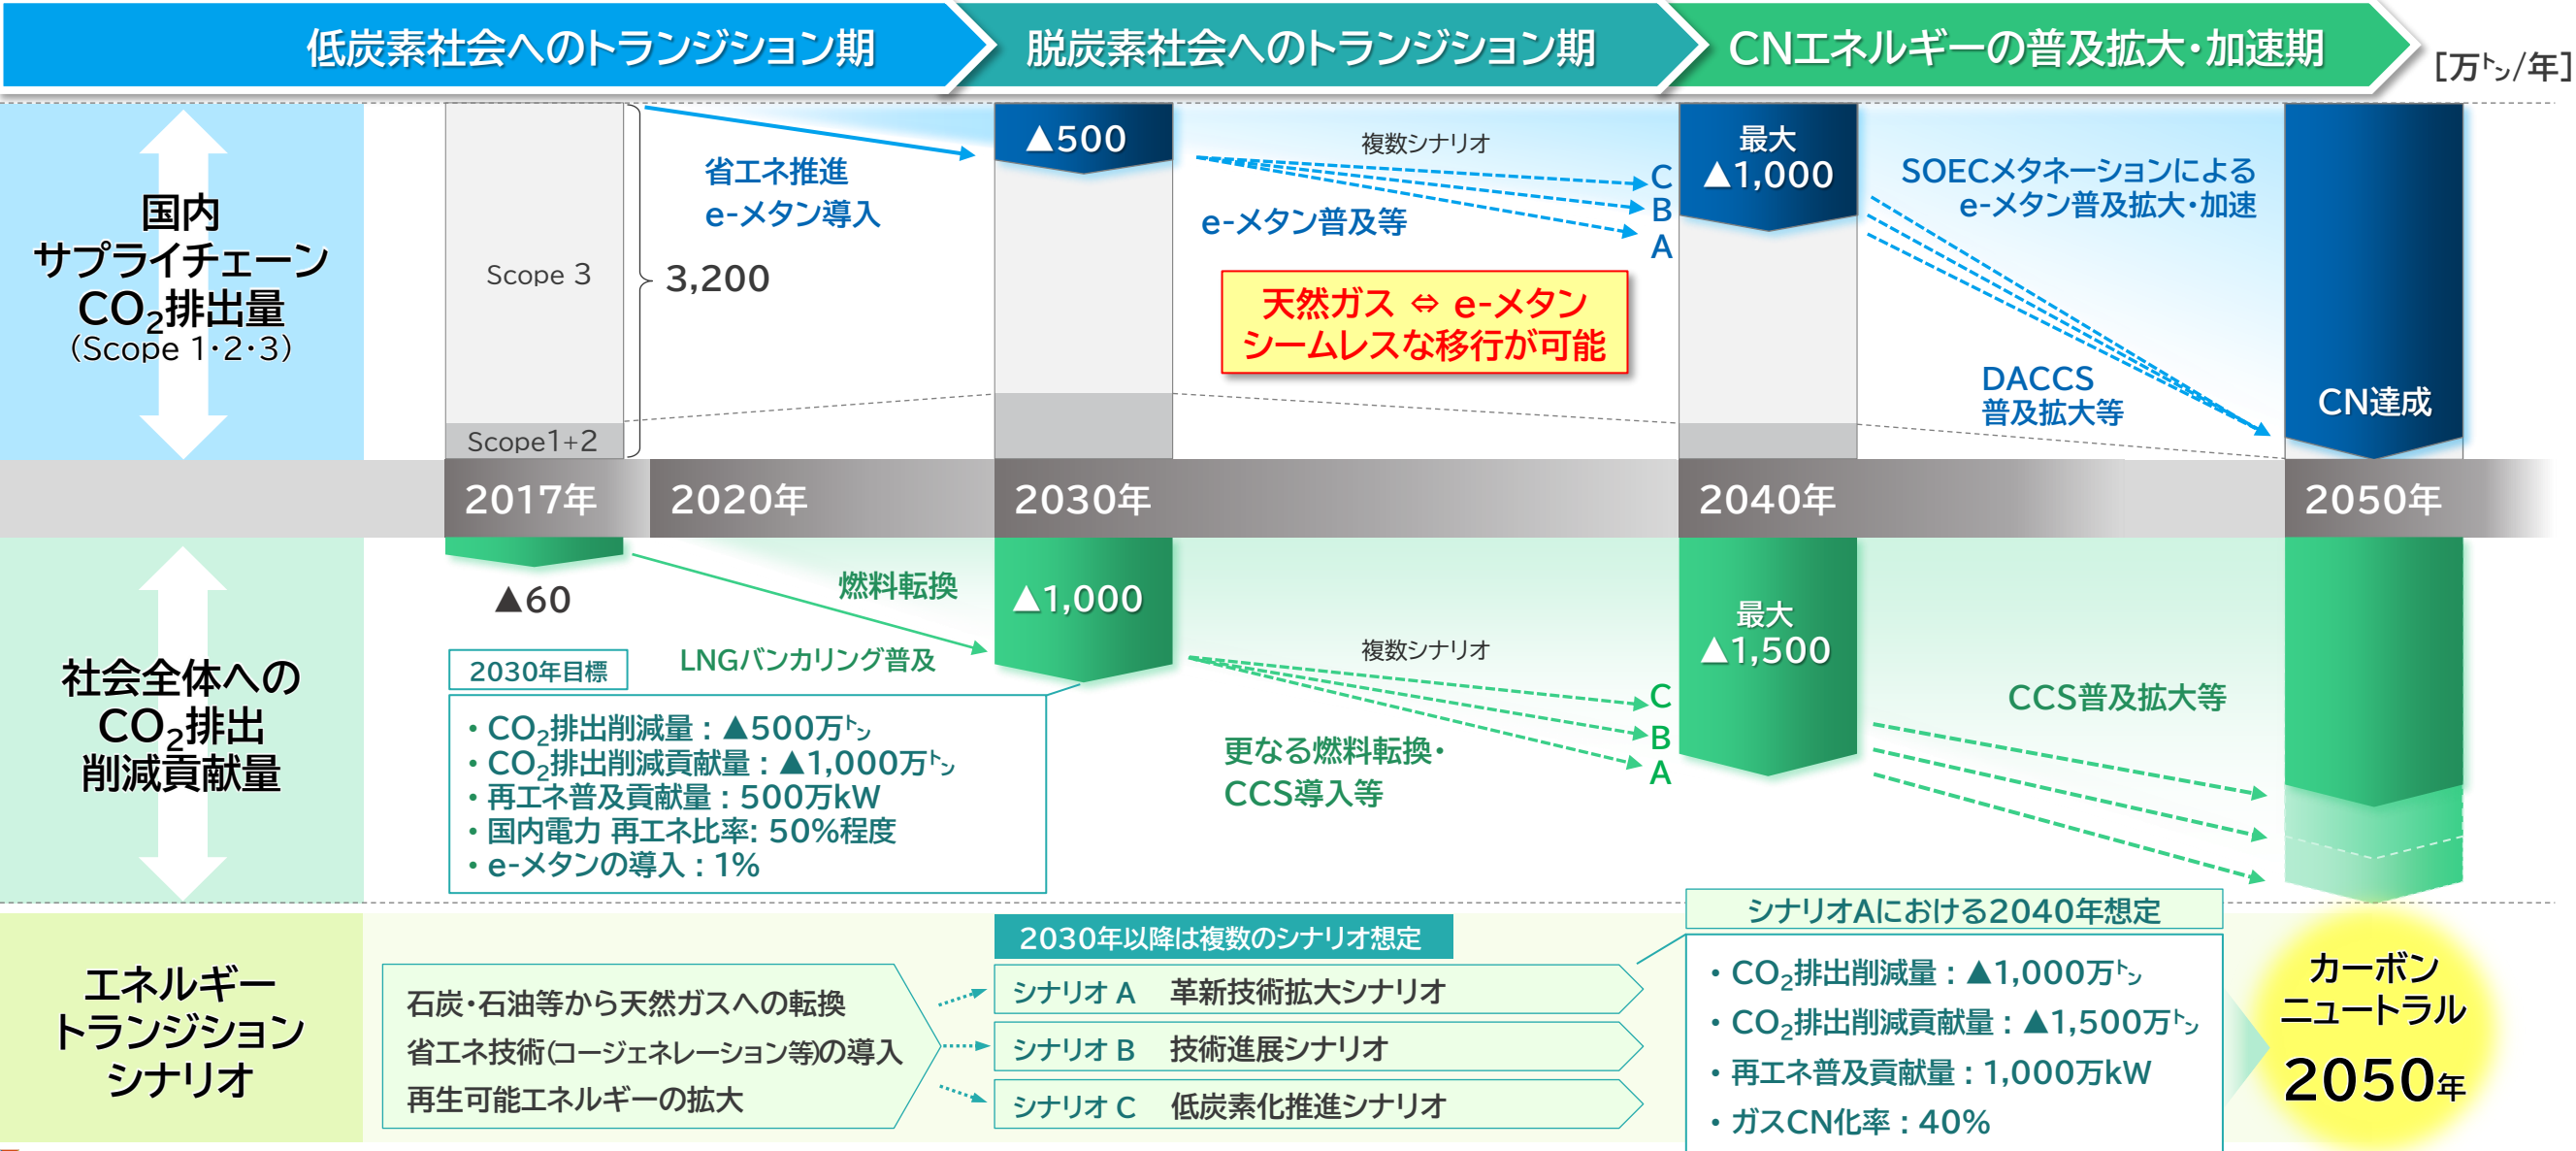 低炭素社会へのトランジション期
脱炭素社会へのトランジション期
CNエネルギーの普及拡大・加速期
[万㌧/年]
国内
サプライチェーン
CO₂排出量
(Scope 1・2・3)
Scope 3
Scope1+2
3,200
省エネ推進
e-メタン導入
▲500
複数シナリオ
C
B
A
e-メタン普及等
天然ガス ⇔ e-メタン
シームレスな移行が可能
最大
▲1,000
SOECメタネーションによる
e-メタン普及拡大・加速
DACCS
普及拡大等
CN達成
2017年
2020年
2030年
2040年
2050年
社会全体への
CO₂排出
削減貢献量
▲60
燃料転換
LNGバンカリング普及
▲1,000
2030年目標
・CO₂排出削減量：▲500万㌧
・CO₂排出削減貢献量：▲1,000万㌧
・再エネ普及貢献量：500万kW
・国内電力 再エネ比率: 50%程度
・e-メタンの導入：1%
複数シナリオ
C
B
A
更なる燃料転換・
CCS導入等
最大
▲1,500
CCS普及拡大等
エネルギー
トランジション
シナリオ
石炭・石油等から天然ガスへの転換
省エネ技術(コージェネレーション等)の導入
再生可能エネルギーの拡大
2030年以降は複数のシナリオ想定
シナリオ A 革新技術拡大シナリオ
シナリオ B 技術進展シナリオ
シナリオ C 低炭素化推進シナリオ
シナリオAにおける2040年想定
・CO₂排出削減量：▲1,000万㌧
・CO₂排出削減貢献量：▲1,500万㌧
・再エネ普及貢献量：1,000万kW
・ガスCN化率：40%
カーボン
ニュートラル
2050年